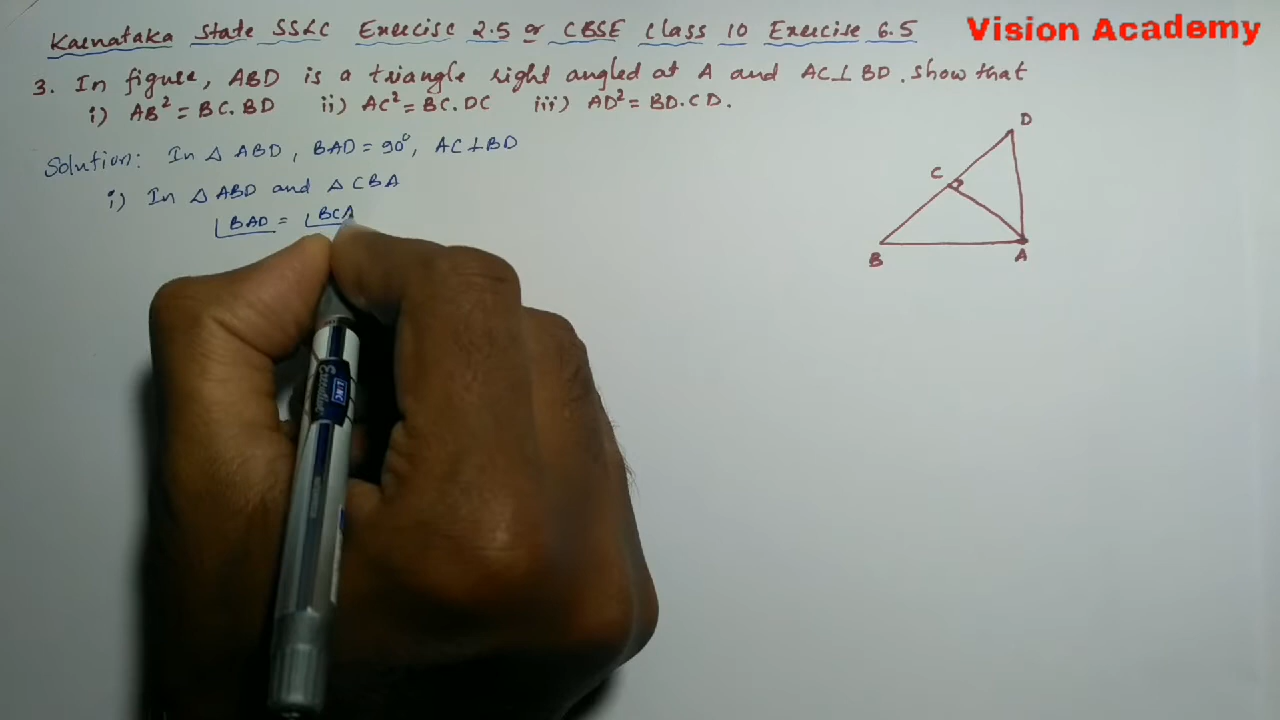 Karnataka State SSLC Exercise 2.5 or CBSE Class 10 Exercise 6.5
Vision Academy
3. In figure, ABD is a triangle right angled at A and AC⊥BD. Show that
i) AB² = BC.BD ii) AC² = BC.DC iii) AD² = BD.CD.
Solution: In △ ABD, BAD = 90°, AC⊥BD
i) In △ ABD and △ CBA
∠BAD = ∠BCA
D
C
B
A
LINC
Executive